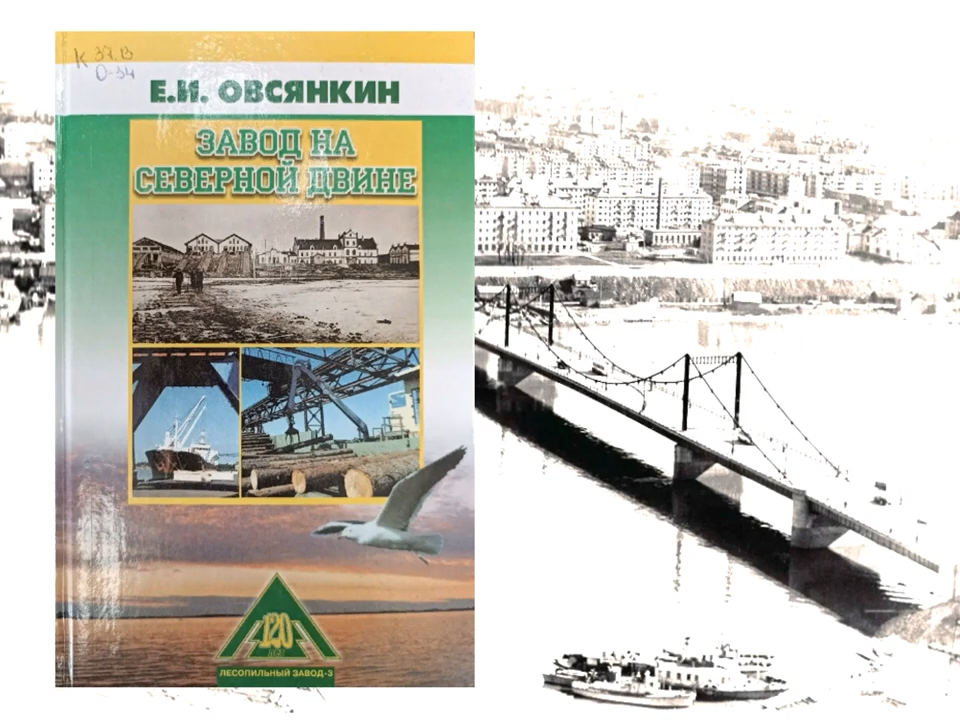 К 37.13
О-34
Е.И. ОВСЯНКИН
ЗАВОД НА
СЕВЕРНОЙ ДВИНЕ
120
ЛЕТ
ЛЕСОПИЛЬНЫЙ ЗАВОД-3